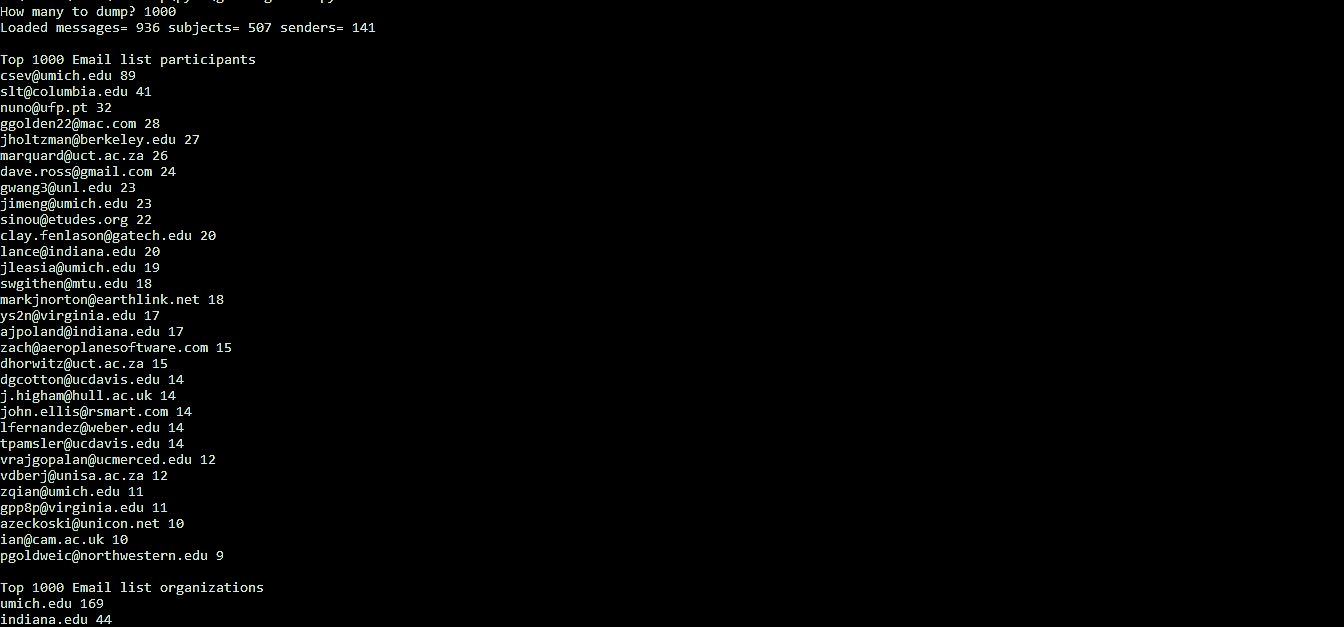 How many to dump? 1000
Loaded messages= 936 subjects= 507 senders= 141
Top 1000 Email list participants
csev@umich.edu 89
slt@columbia.edu 41
nuno@ufp.pt 32
ggolden22@mac.com 28
jholtzman@berkeley.edu 27
marquard@uct.ac.za 26
dave.ross@gmail.com 24
gwang3@unl.edu 23
jimeng@umich.edu 23
sinou@etudes.org 22
clay.fenlason@gatech.edu 20
lance@indiana.edu 20
jleasia@umich.edu 19
swgithen@mtu.edu 18
markjnorton@earthlink.net 18
ys2n@virginia.edu 17
ajpoland@indiana.edu 17
zach@aeroplanesoftware.com 15
dhorwitz@uct.ac.za 15
dgcotton@ucdavis.edu 14
j.higham@hull.ac.uk 14
john.ellis@rsmart.com 14
lfernandez@weber.edu 14
tpamsler@ucdavis.edu 14
vrajgopalan@ucmerced.edu 12
vdberj@unisa.ac.za 12
zqian@umich.edu 11
gpp8p@virginia.edu 11
azeckoski@unicon.net 10
ian@cam.ac.uk 10
pgoldweic@northwestern.edu 9
Top 1000 Email list organizations
umich.edu 169
indiana.edu 44